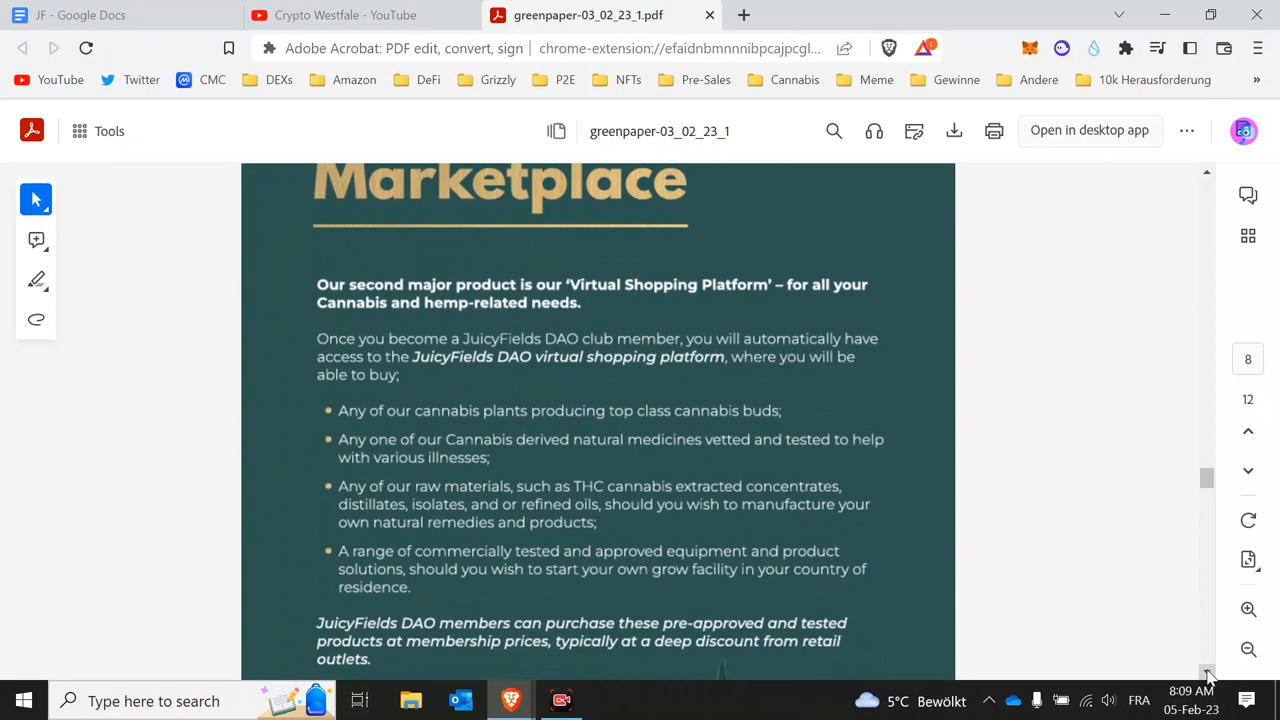 JF - Google Docs
Crypto Westfale - YouTube
greenpaper-03_02_23_1.pdf
Adobe Acrobat: PDF edit, convert, sign
chrome-extension://efaidnbmnnnibpcajpcgl...
1
YouTube
Twitter
CMC
DEXs
Amazon
DeFi
Grizzly
P2E
NFTs
Pre-Sales
Cannabis
Meme
Gewinne
Andere
10k Herausforderung
»
Tools
greenpaper-03_02_23_1
Open in desktop app
Marketplace
Our second major product is our ‘Virtual Shopping Platform’ – for all your
Cannabis and hemp-related needs.
Once you become a JuicyFields DAO club member, you will automatically have
access to the JuicyFields DAO virtual shopping platform, where you will be
able to buy;
Any of our cannabis plants producing top class cannabis buds;
Any one of our Cannabis derived natural medicines vetted and tested to help
with various illnesses;
Any of our raw materials, such as THC cannabis extracted concentrates,
distillates, isolates, and or refined oils, should you wish to manufacture your
own natural remedies and products;
A range of commercially tested and approved equipment and product
solutions, should you wish to start your own grow facility in your country of
residence.
JuicyFields DAO members can purchase these pre-approved and tested
products at membership prices, typically at a deep discount from retail
outlets.
8
12
Type here to search
5°C Bewölkt
FRA
8:09 AM
05-Feb-23